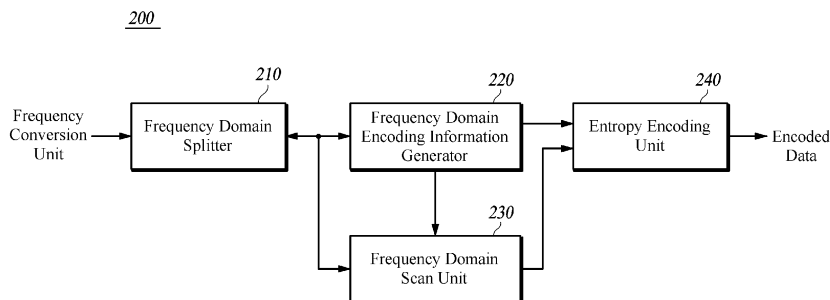 200
210
220
240
Frequency
Conversion
Unit
Frequency Domain
Splitter
Frequency Domain
Encoding Information
Generator
Entropy Encoding
Unit
Encoded
Data
230
Frequency Domain
Scan Unit